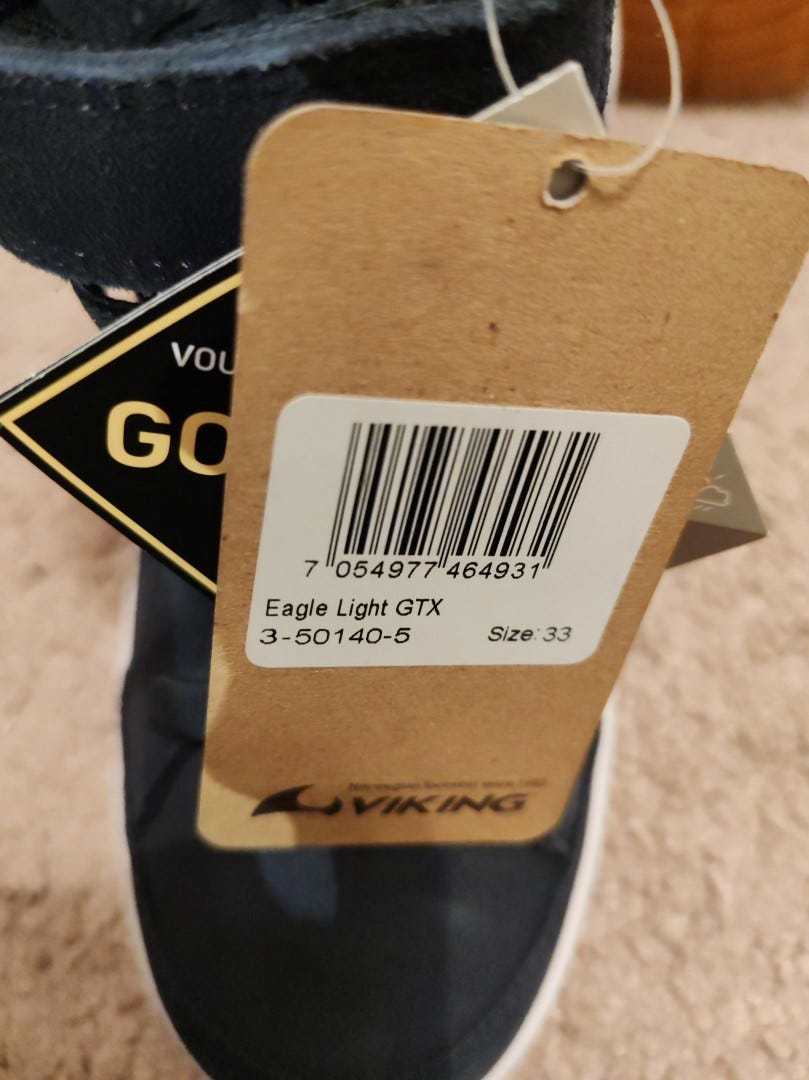 VOU
GO
7 054977 464931
Eagle Light GTX
3-50140-5 Size: 33
VIKING